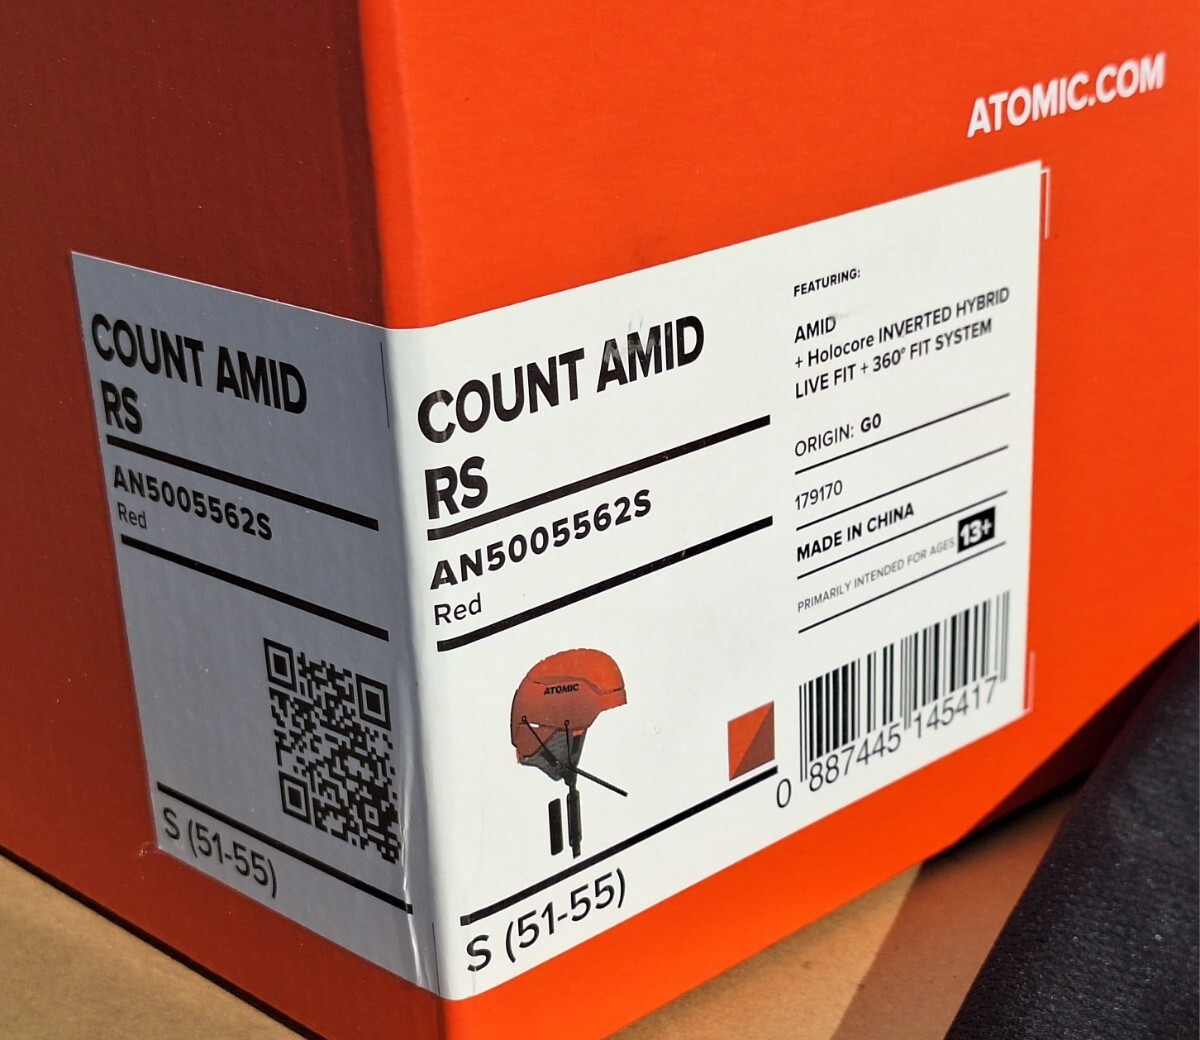 ATOMIC.COM
COUNT AMID
RS
AN5005562S
Red
S (51-55)
COUNT AMID
RS
AN5005562S
Red
ATOMIC
S (51-55)
FEATURING:
AMID
+ Holocore INVERTED HYBRID
LIVE FIT + 360° FIT SYSTEM
ORIGIN: G0
179170
MADE IN CHINA
PRIMARILY INTENDED FOR AGES 13+
0 887445 145417